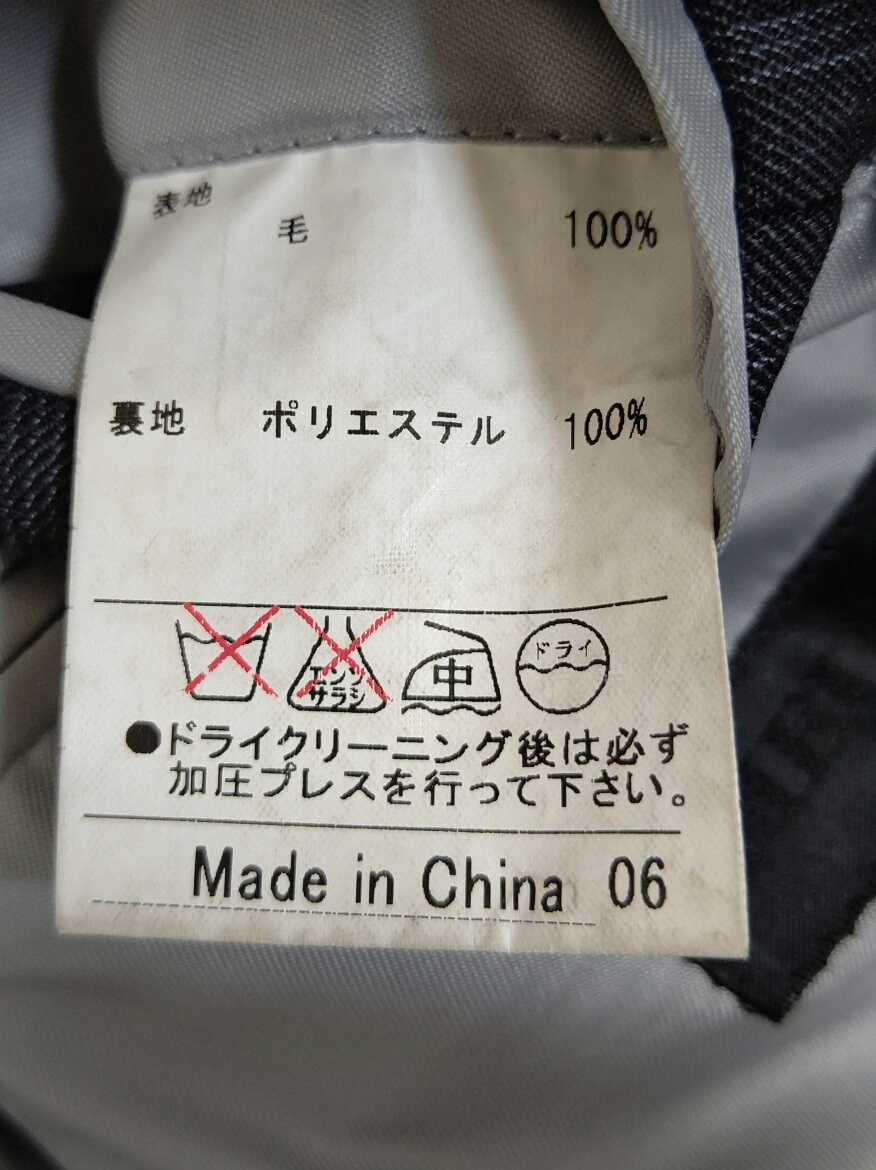 表地
毛 100%
裏地 ポリエステル 100%
エンソ
サラシ
中
ドライ
●ドライクリーニング後は必ず
加圧プレスを行って下さい。
Made in China 06